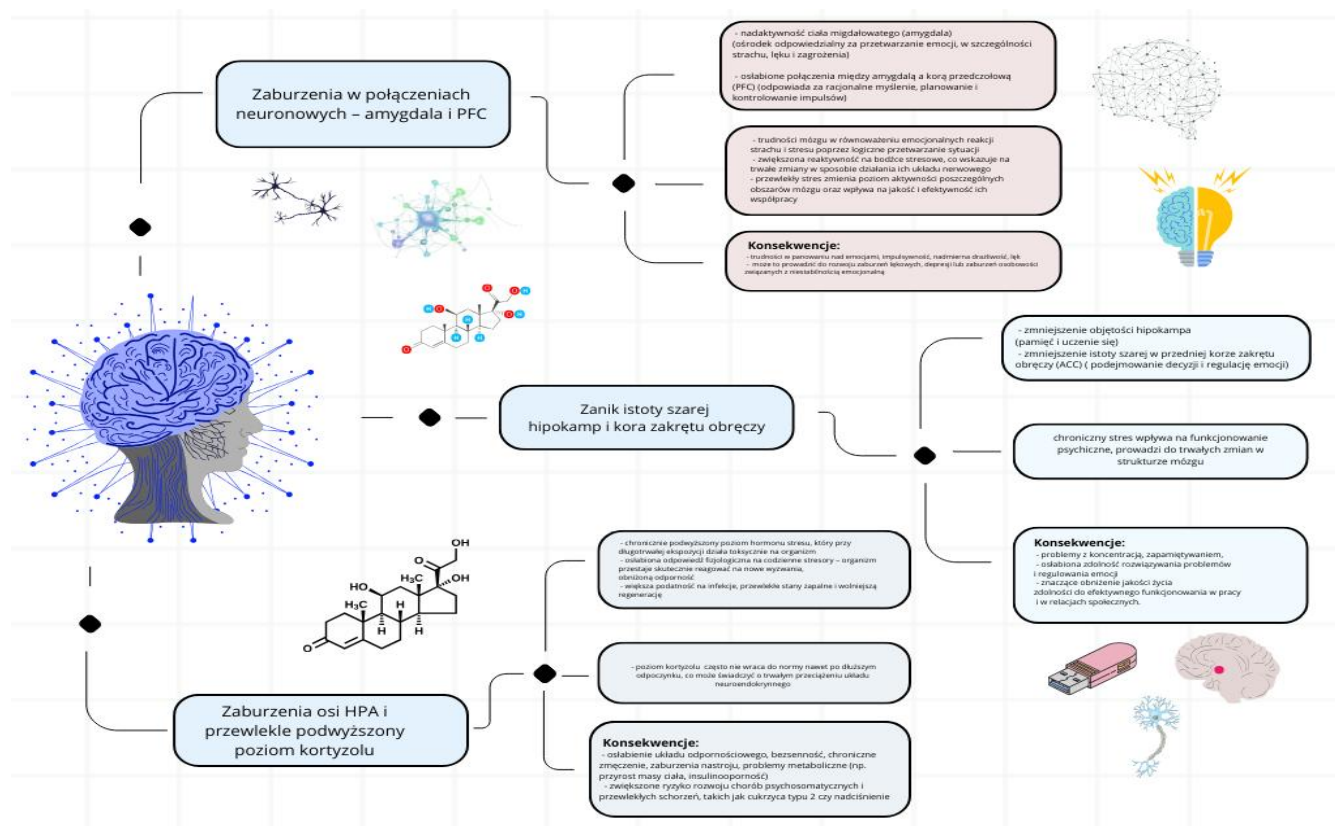 Zaburzenia w połączeniach
neuronowych – amygdala i PFC
- nadaktywność ciała migdałowatego (amygdala)
(ośrodek odpowiedzialny za przetwarzanie emocji, w szczególności
strachu, lęku i zagrożenia)
- osłabione połączenia między amygdalą a korą przedczołową
(PFC) (odpowiada za racjonalne myślenie, planowanie i
kontrolowanie impulsów)
- trudności mózgu w równoważeniu emocjonalnych reakcji
strachu i stresu poprzez logiczne przetwarzanie sytuacji
- zwiększona reaktywność na bodźce stresowe, co wskazuje na
trwałe zmiany w sposobie działania ich układu nerwowego
- przewlekły stres zmienia poziom aktywności poszczególnych
obszarów mózgu oraz wpływa na jakość i efektywność ich
współpracy
Konsekwencje:
- trudności w panowaniu nad emocjami, impulsywność, nadmierna drażliwość, lęk
- może to prowadzić do rozwoju zaburzeń lękowych, depresji lub zaburzeń osobowości
związanych z niestabilnością emocjonalną
O
O H
H O
O H
H
H H
O
Zanik istoty szarej
hipokamp i kora zakrętu obręczy
- zmniejszenie objętości hipokampa
(pamięć i uczenie się)
- zmniejszenie istoty szarej w przedniej korze zakrętu
obręczy (ACC) ( podejmowanie decyzji i regulację emocji)
chroniczny stres wpływa na funkcjonowanie
psychiczne, prowadzi do trwałych zmian w
strukturze mózgu
Konsekwencje:
- problemy z koncentracją, zapamiętywaniem,
- osłabiona zdolność rozwiązywania problemów
i regulowania emocji
- znaczące obniżenie jakości życia
zdolności do efektywnego funkcjonowania w pracy
i w relacjach społecznych.
OH
O
H₃C OH
HO
H₃C H
H H
O
Zaburzenia osi HPA i
przewlekle podwyższony
poziom kortyzolu
- chronicznie podwyższony poziom hormonu stresu, który przy
długotrwałej ekspozycji działa toksycznie na organizm
- osłabiona odpowiedź fizjologiczna na codzienne stresory – organizm
przestaje skutecznie reagować na nowe wyzwania,
obniżoną odporność
- większa podatność na infekcje, przewlekłe stany zapalne i wolniejszą
regenerację
- poziom kortyzolu często nie wraca do normy nawet po dłuższym
odpoczynku, co może świadczyć o trwałym przeciążeniu układu
neuroendokrynnego
Konsekwencje:
- osłabienie układu odpornościowego, bezsenność, chroniczne
zmęczenie, zaburzenia nastroju, problemy metaboliczne (np.
przyrost masy ciała, insulinooporność)
- zwiększone ryzyko rozwoju chorób psychosomatycznych i
przewlekłych schorzeń, takich jak cukrzyca typu 2 czy nadciśnienie